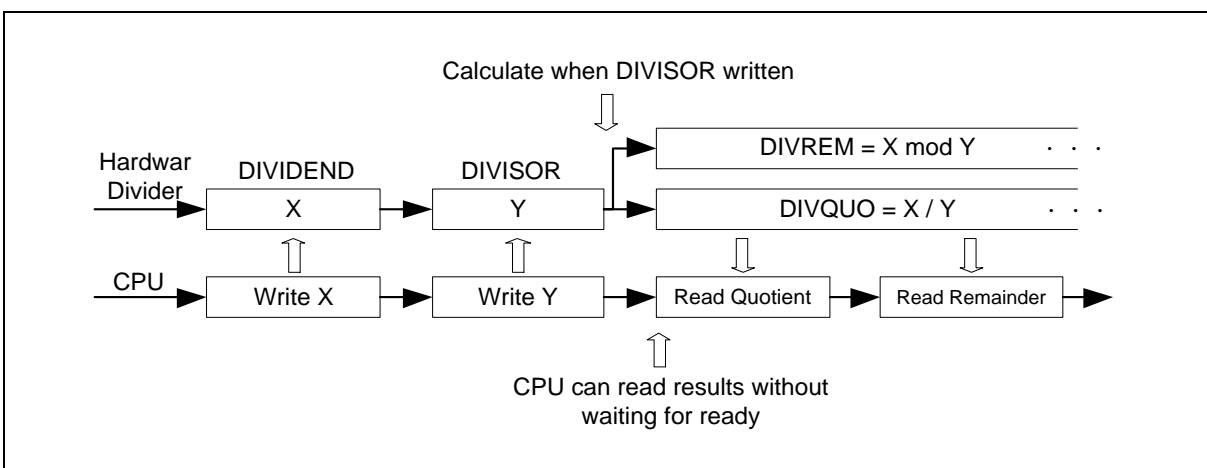 Calculate when DIVISOR written
DIVREM = X mod Y · · ·
Hardwar
Divider
DIVIDEND
DIVISOR
X
Y
DIVQUO = X / Y · · ·
CPU
Write X
Write Y
Read Quotient
Read Remainder
CPU can read results without
waiting for ready